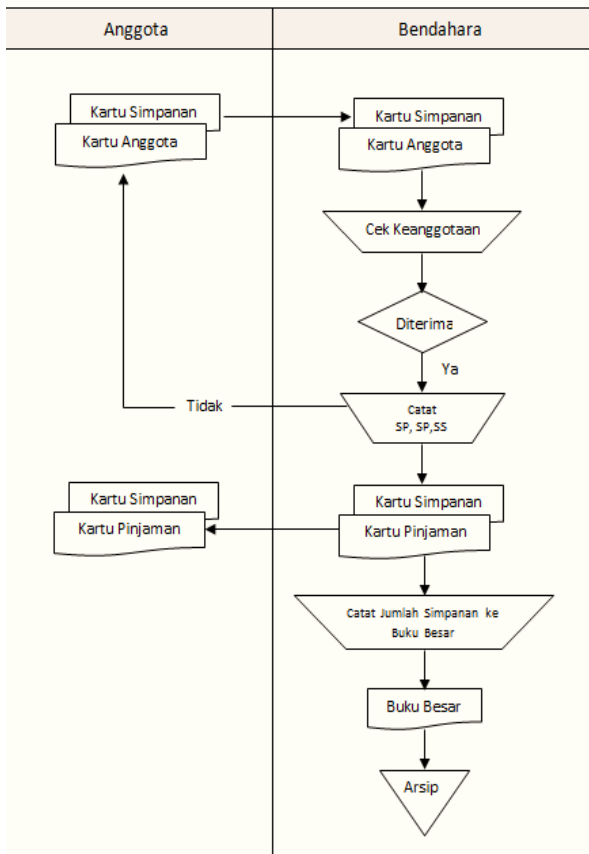 Anggota
Bendahara
Kartu Simpanan
Kartu Anggota
Kartu Simpanan
Kartu Anggota
Cek Keanggotaan
Diterima
Ya
Tidak
Catat
SP, SP,SS
Kartu Simpanan
Kartu Pinjaman
Kartu Simpanan
Kartu Pinjaman
Catat Jumlah Simpanan ke
Buku Besar
Buku Besar
Arsip